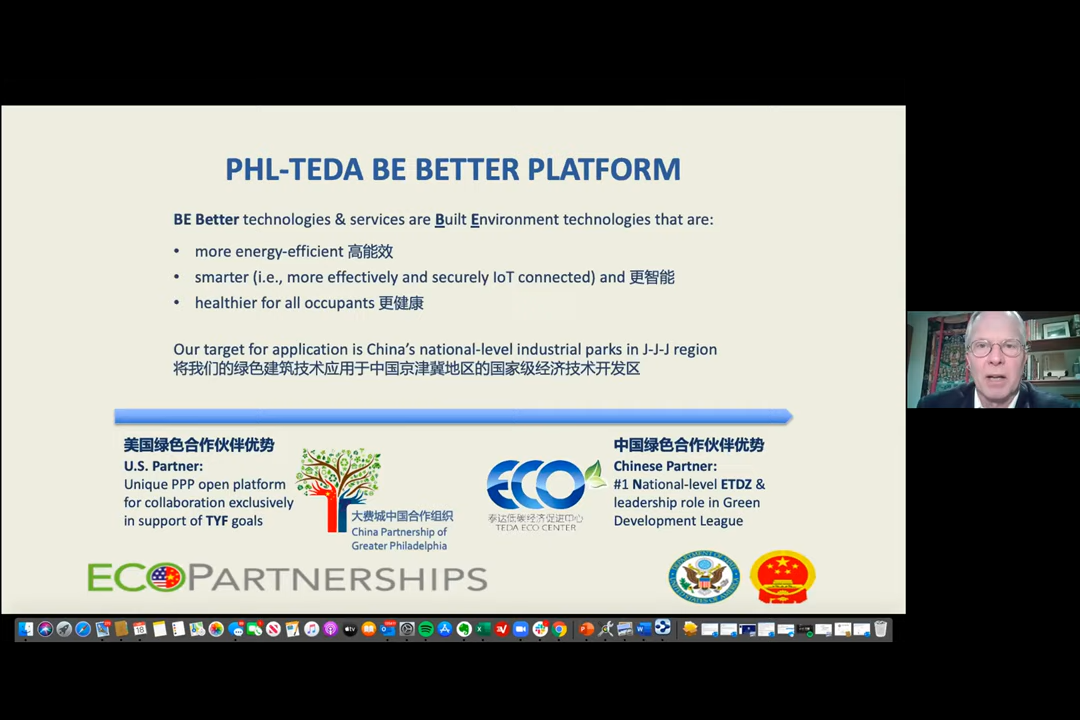 PHL-TEDA BE BETTER PLATFORM
BE Better technologies & services are Built Environment technologies that are:
• more energy-efficient 高能效
• smarter (i.e., more effectively and securely IoT connected) and 更智能
• healthier for all occupants 更健康
Our target for application is China’s national-level industrial parks in J-J-J region
将我们的绿色建筑技术应用于中国京津冀地区的国家级经济技术开发区
美国绿色合作伙伴优势
U.S. Partner:
Unique PPP open platform
for collaboration exclusively
in support of TYF goals
大费城中国合作组织
China Partnership of
Greater Philadelphia
ECO
泰达低碳经济促进中心
TEDA ECO CENTER
中国绿色合作伙伴优势
Chinese Partner:
#1 National-level ETDZ &
leadership role in Green
Development League
ECOPARTNERSHIPS